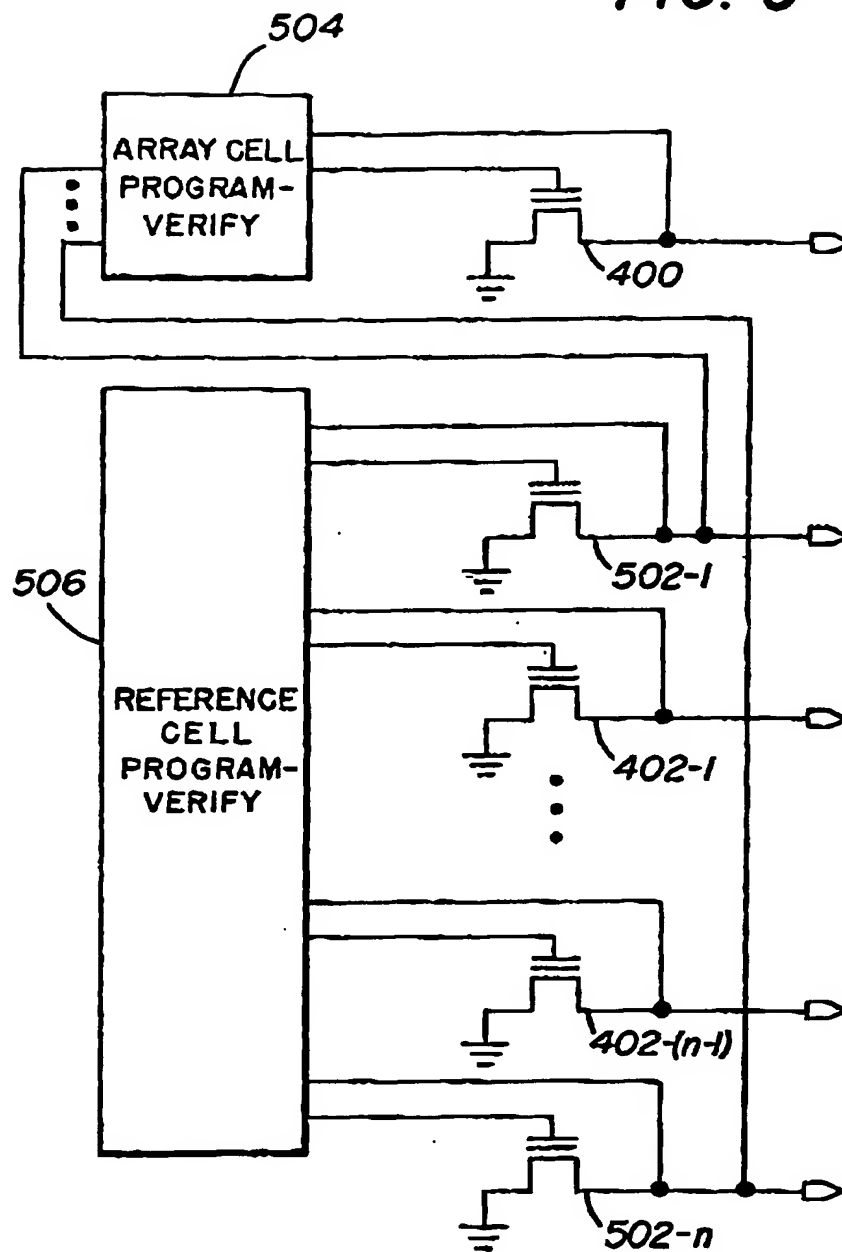 504
ARRAY CELL
PROGRAM-
VERIFY
400
502-1
506
402-1
REFERENCE
CELL
PROGRAM-
VERIFY
402-(n-1)
502-n